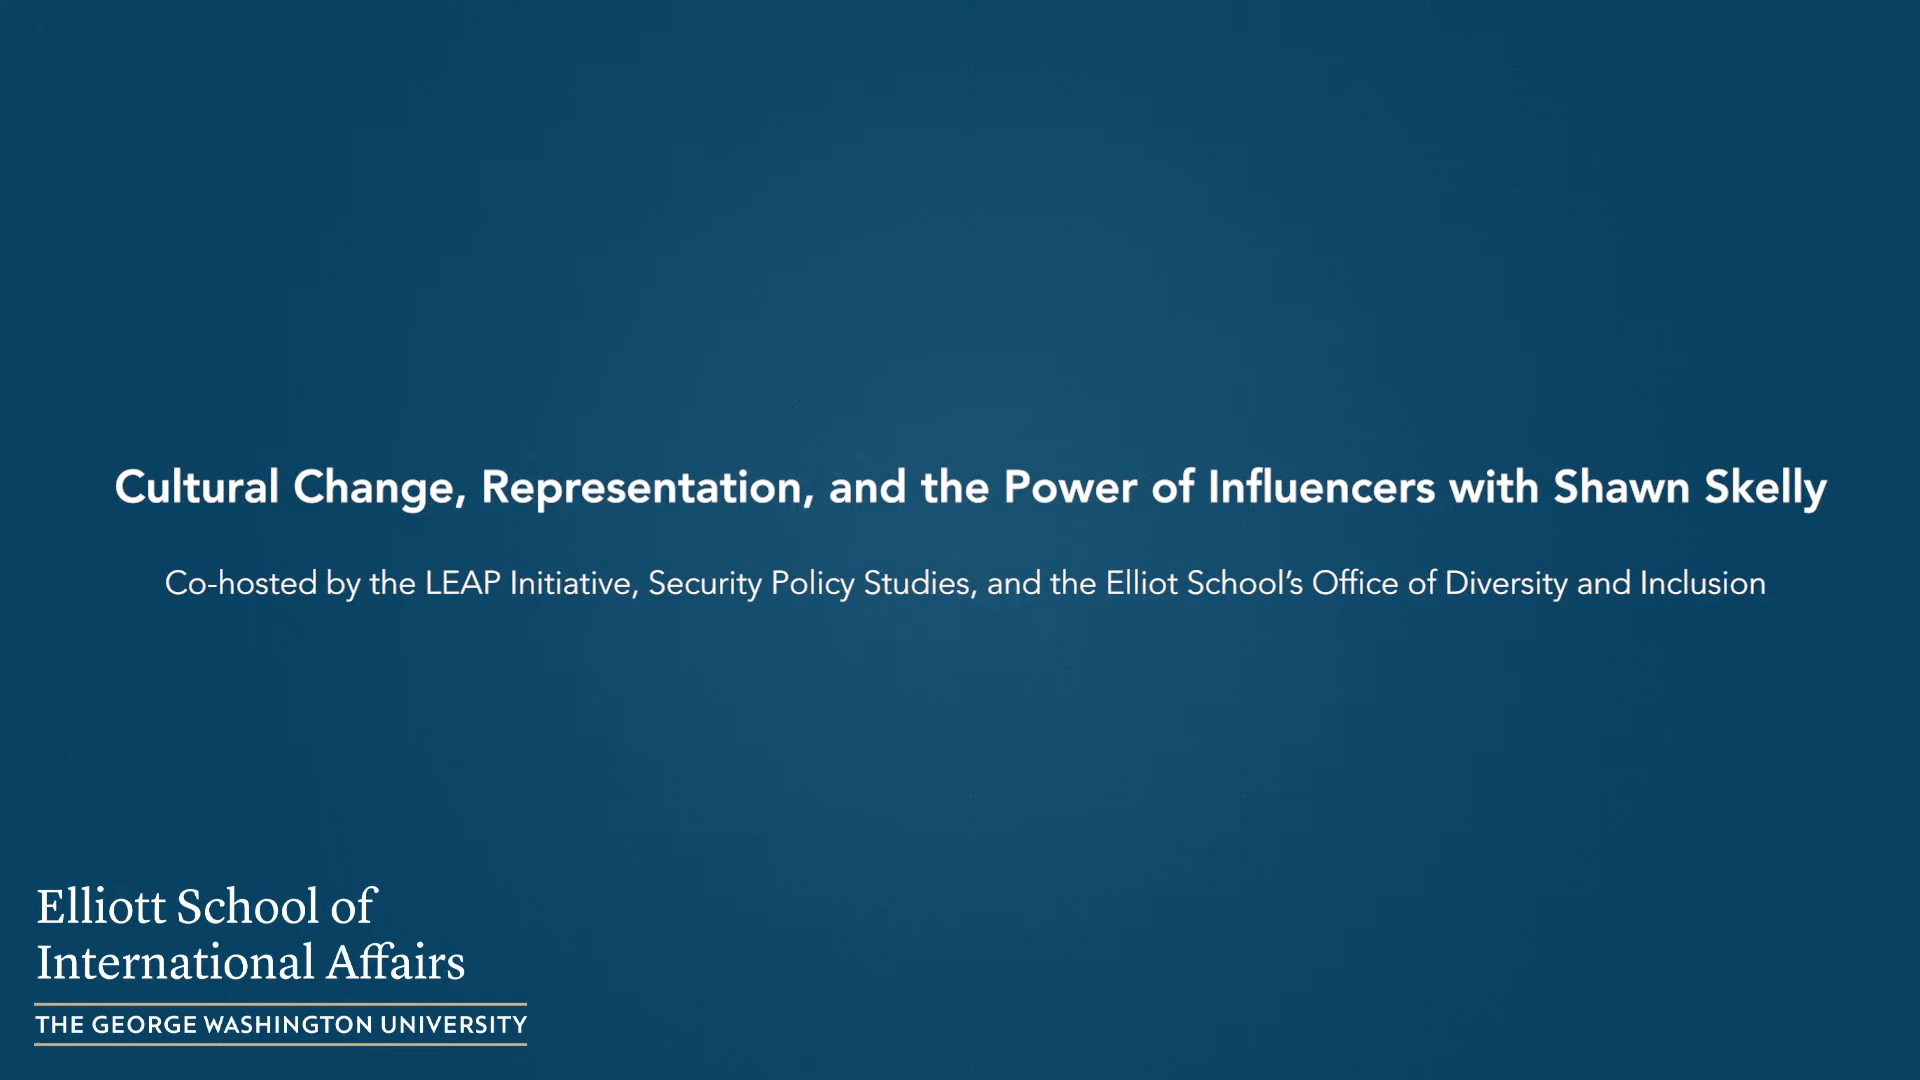 Cultural Change, Representation, and the Power of Influencers with Shawn Skelly
Co-hosted by the LEAP Initiative, Security Policy Studies, and the Elliot School’s Office of Diversity and Inclusion
Elliott School of
International Affairs
THE GEORGE WASHINGTON UNIVERSITY